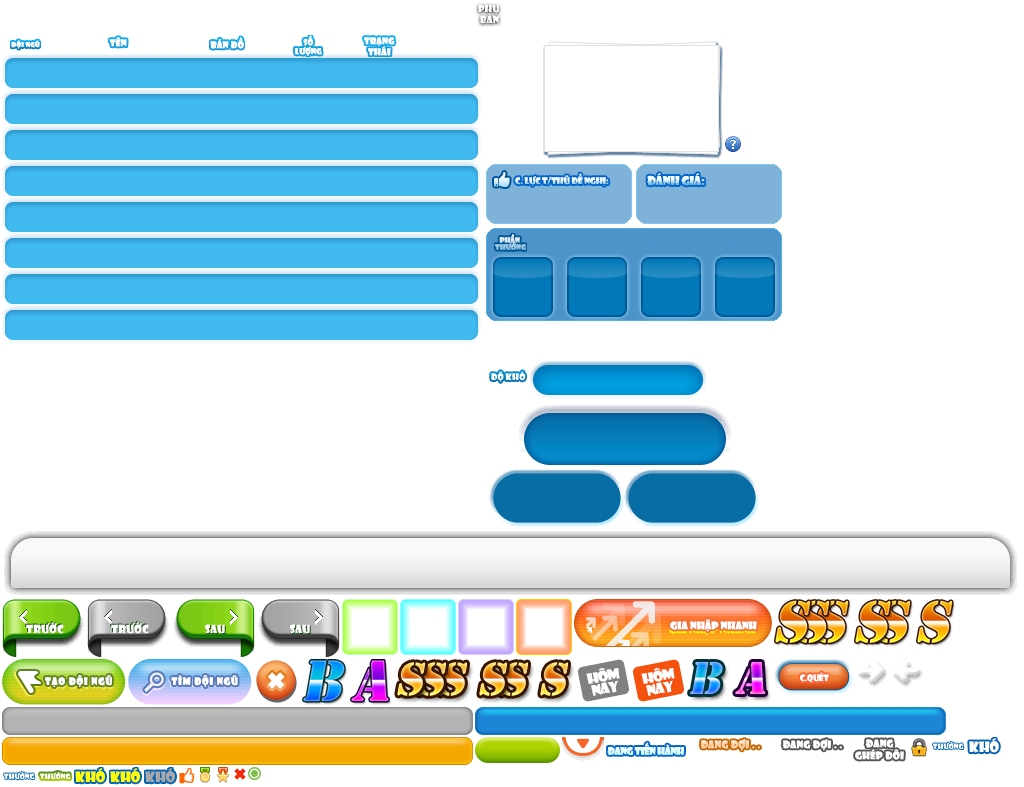 PHỤ
BẢN
ĐỘI NGŨ TÊN BẢN ĐỒ SỐ
LƯỢNG TRẠNG
THÁI
C. LỰC T/THỦ ĐỀ NGHỊ: ĐÁNH GIÁ:
PHẦN
THƯỞNG
ĐỘ KHÓ
TRƯỚC TRƯỚC SAU SAU GIA NHẬP NHANH SSS SS S
TẠO ĐỘI NGŨ TÌM ĐỘI NGŨ B A SSS SS S HÔM
NAY HÔM
NAY B A C.QUÉT
ĐANG TIẾN HÀNH ĐANG ĐỢI .. ĐANG ĐỢI .. ĐANG
GHÉP ĐÔI THƯỜNG KHÓ
THƯỜNG THƯỜNG KHÓ KHÓ KHÓ